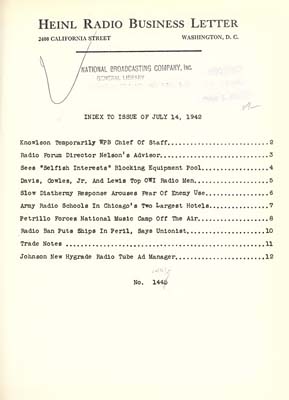 HEINL RADIO BUSINESS LETTER
2400 CALIFORNIA STREET WASHINGTON, D. C.
NATIONAL BROADCASTING COMPANY, Inc.
GENERAL LIBRARY
INDEX TO ISSUE OF JULY 14, 1942
Knowlson Temporarily WPB Chief Of Staff....................2
Radio Forum Director Nelson's Advisor......................3
Sees "Selfish Interests" Blocking Equipment Pool...........4
Davis, Cowles, Jr, And Lewis Top OWI Radio Men.............5
Slow Diathermy Response Arouses Fear Of Enemy Use..........6
Army Radio Schools In Chicago's Two Largest Hotels.........7
Petrillo Forces National Music Camp Off The Air............8
Radio Ban Puts Ships In Peril, Says Unionist..............10
Trade Notes ..............................................11
Johnson New Hygrade Radio Tube Ad Manager.................12
No. 1445